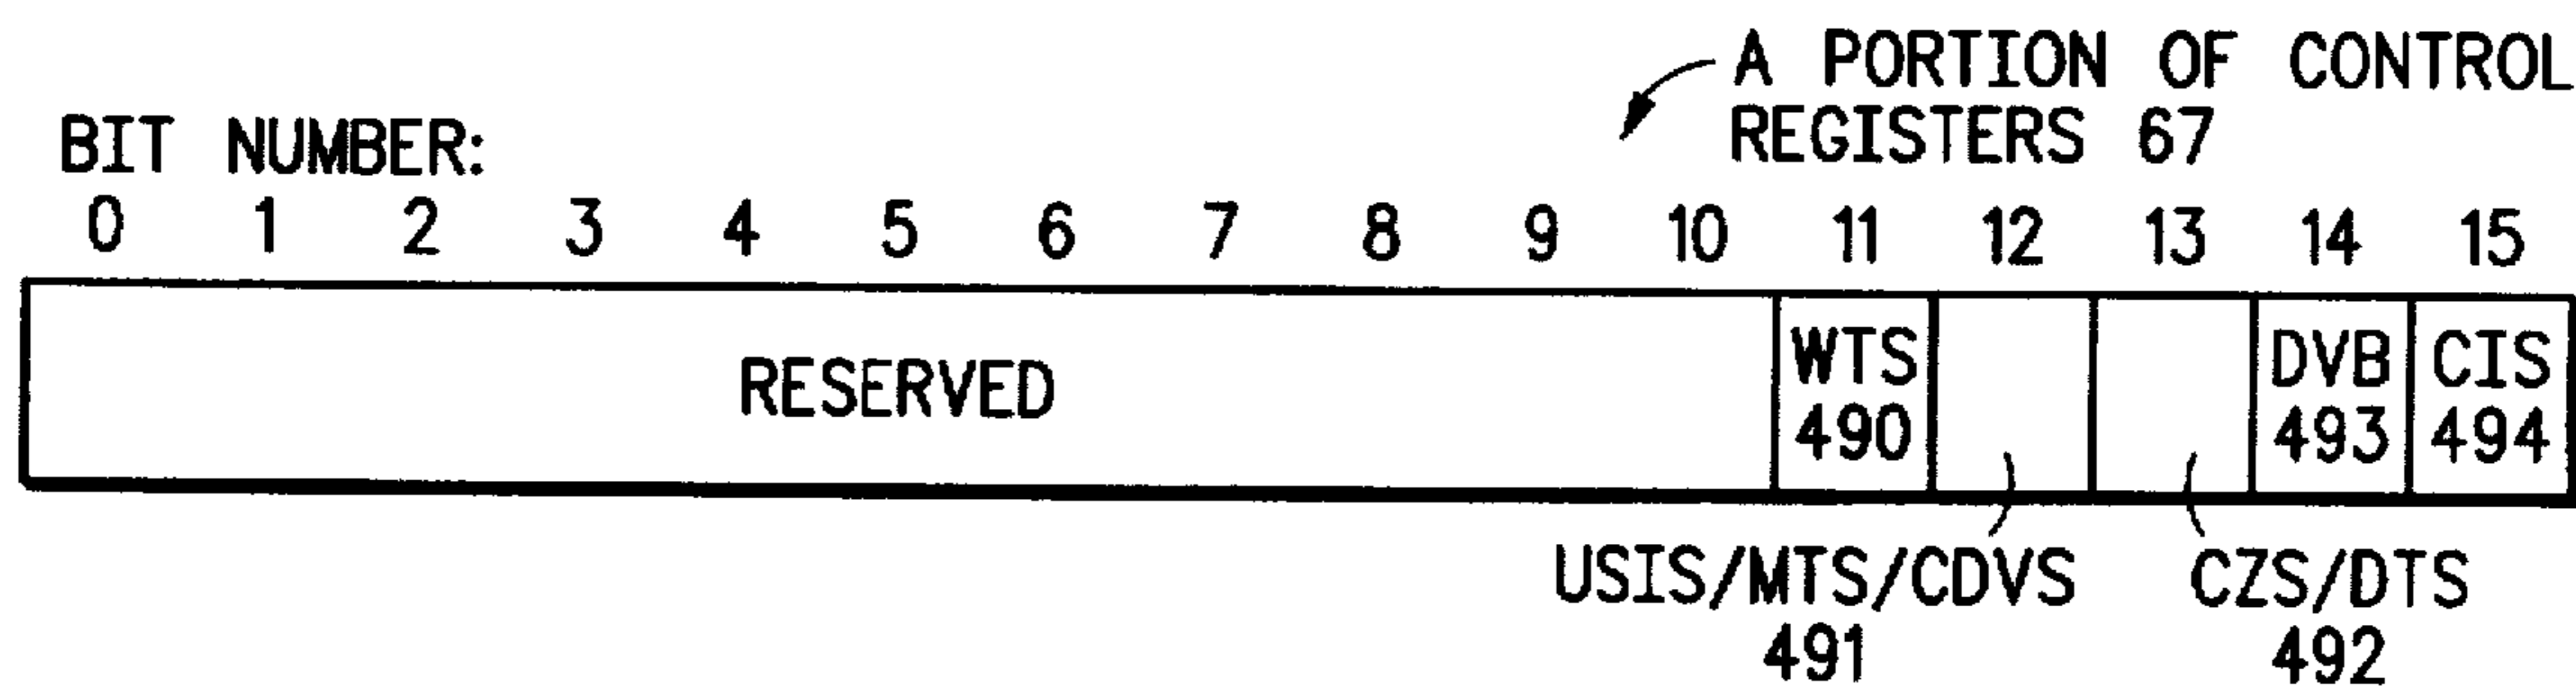 A PORTION OF CONTROL
REGISTERS 67
BIT NUMBER:
0 1 2 3 4 5 6 7 8 9 10 11 12 13 14 15
RESERVED
WTS
490
DVB
493
CIS
494
USIS/MTS/CDVS
491
CZS/DTS
492